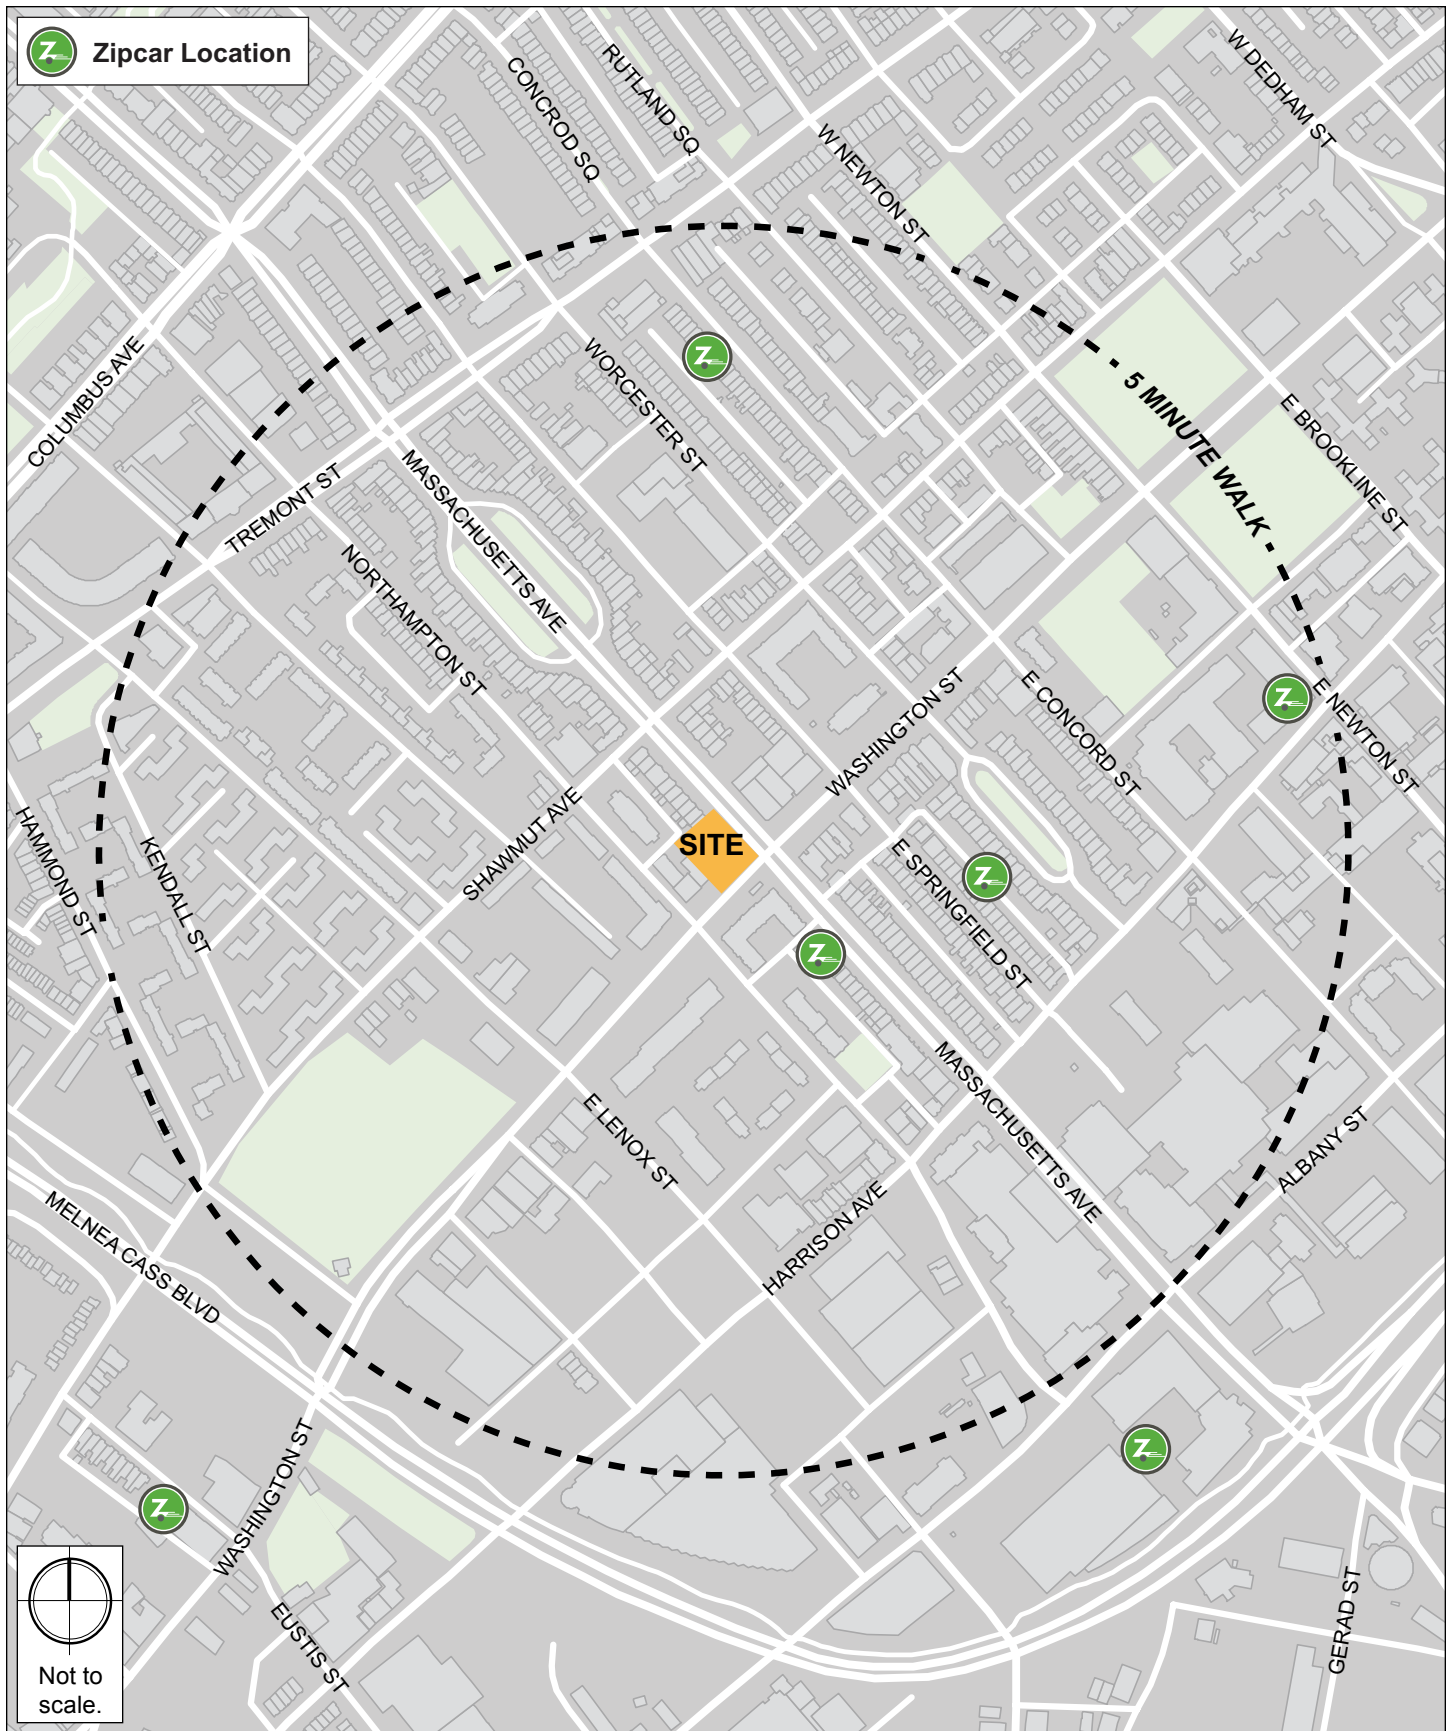 Zipcar Location
CONCROD SQ
RUTLAND SQ
W DEDHAM ST
W NEWTON ST
COLUMBUS AVE
WORCESTER ST
5 MINUTE WALK
E BROOKLINE ST
TREMONT ST
MASSACHUSETTS AVE
NORTHAMPTON ST
WASHINGTON ST
E CONCORD ST
E NEWTON ST
SHAWMUT AVE
SITE
HAMMOND ST
KENDALL ST
E SPRINGFIELD ST
MASSACHUSETTS AVE
E LENOX ST
ALBANY ST
HARRISON AVE
MELNEA CASS BLVD
WASHINGTON ST
EUSTIS ST
GERAD ST
Not to
scale.
Z
Z
Z
Z
Z
Z
Z